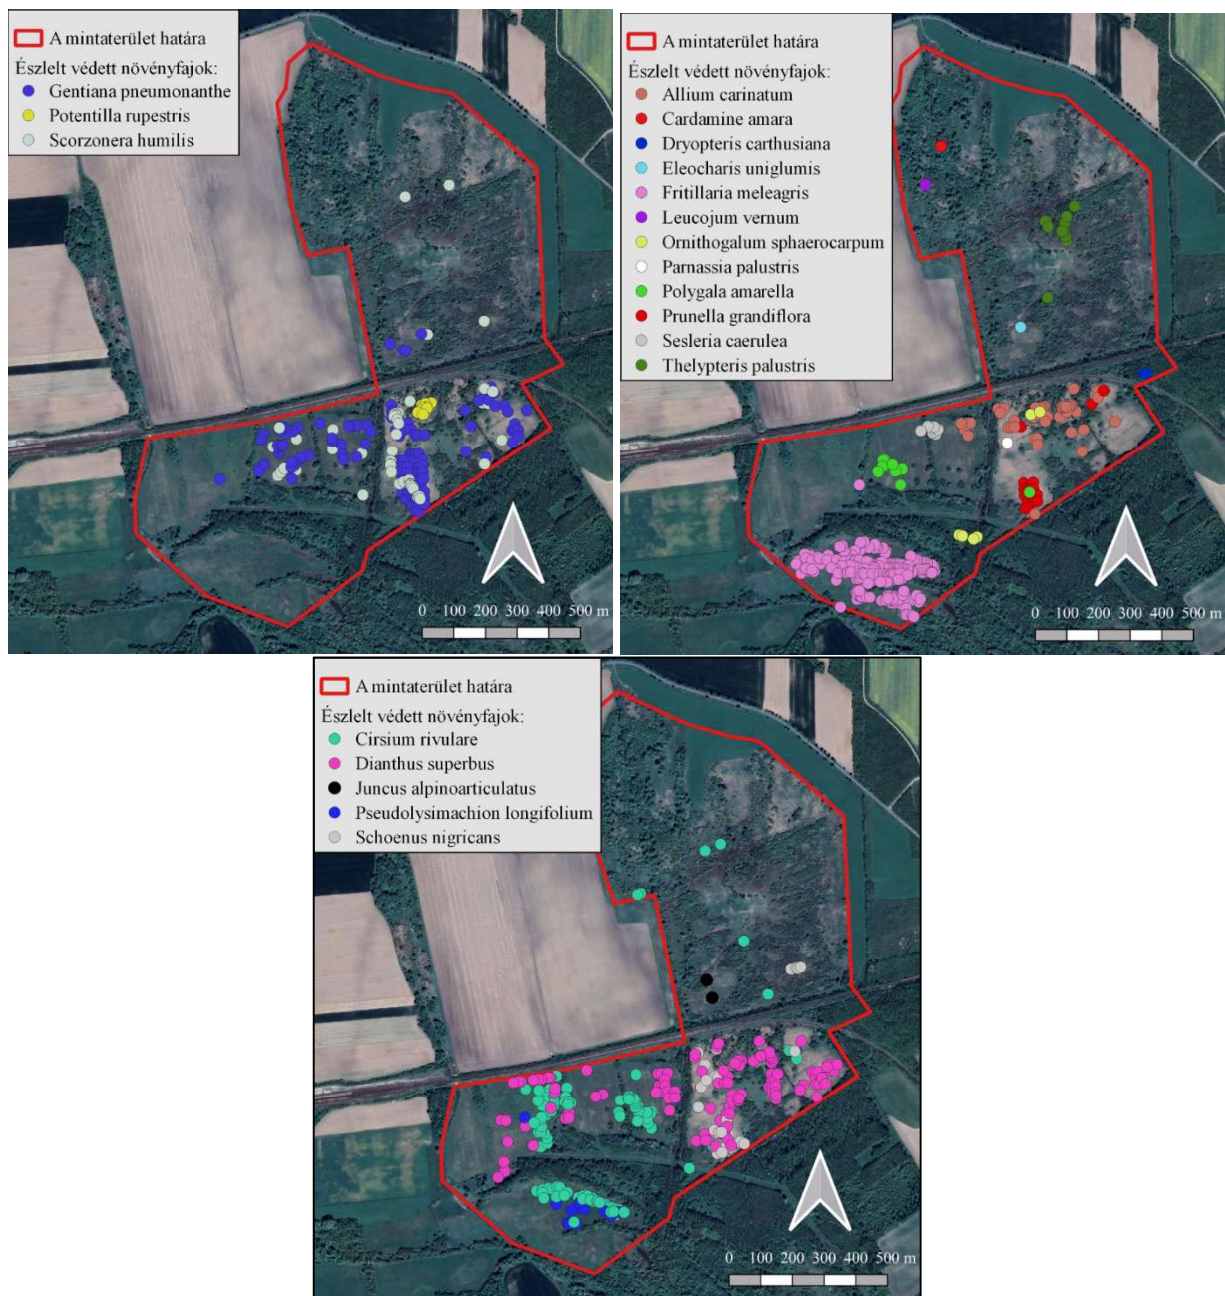 A mintaterület határa
Észlelt védett növényfajok:
Gentiana pneumonanthe
Potentilla rupestris
Scorzonera humilis
0 100 200 300 400 500 m
A mintaterület határa
Észlelt védett növényfajok:
Allium carinatum
Cardamine amara
Dryopteris carthusiana
Eleocharis uniglumis
Fritillaria meleagris
Leucojum vernum
Ornithogalum sphaerocarpum
Parnassia palustris
Polygala amarella
Prunella grandiflora
Sesleria caerulea
Thelypteris palustris
0 100 200 300 400 500 m
A mintaterület határa
Észlelt védett növényfajok:
Cirsium rivulare
Dianthus superbus
Juncus alpinoarticulatus
Pseudolysimachion longifolium
Schoenus nigricans
0 100 200 300 400 500 m